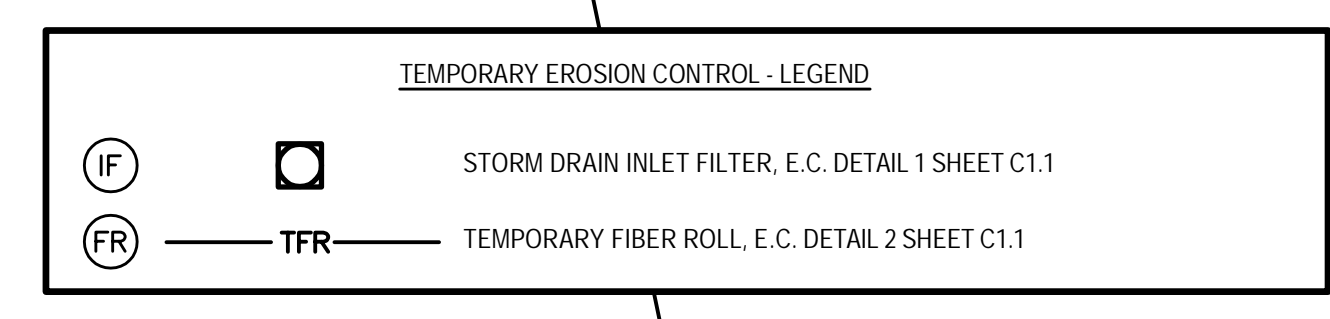 TEMPORARY EROSION CONTROL - LEGEND
IF STORM DRAIN INLET FILTER, E.C. DETAIL 1 SHEET C1.1
FR TFR TEMPORARY FIBER ROLL, E.C. DETAIL 2 SHEET C1.1